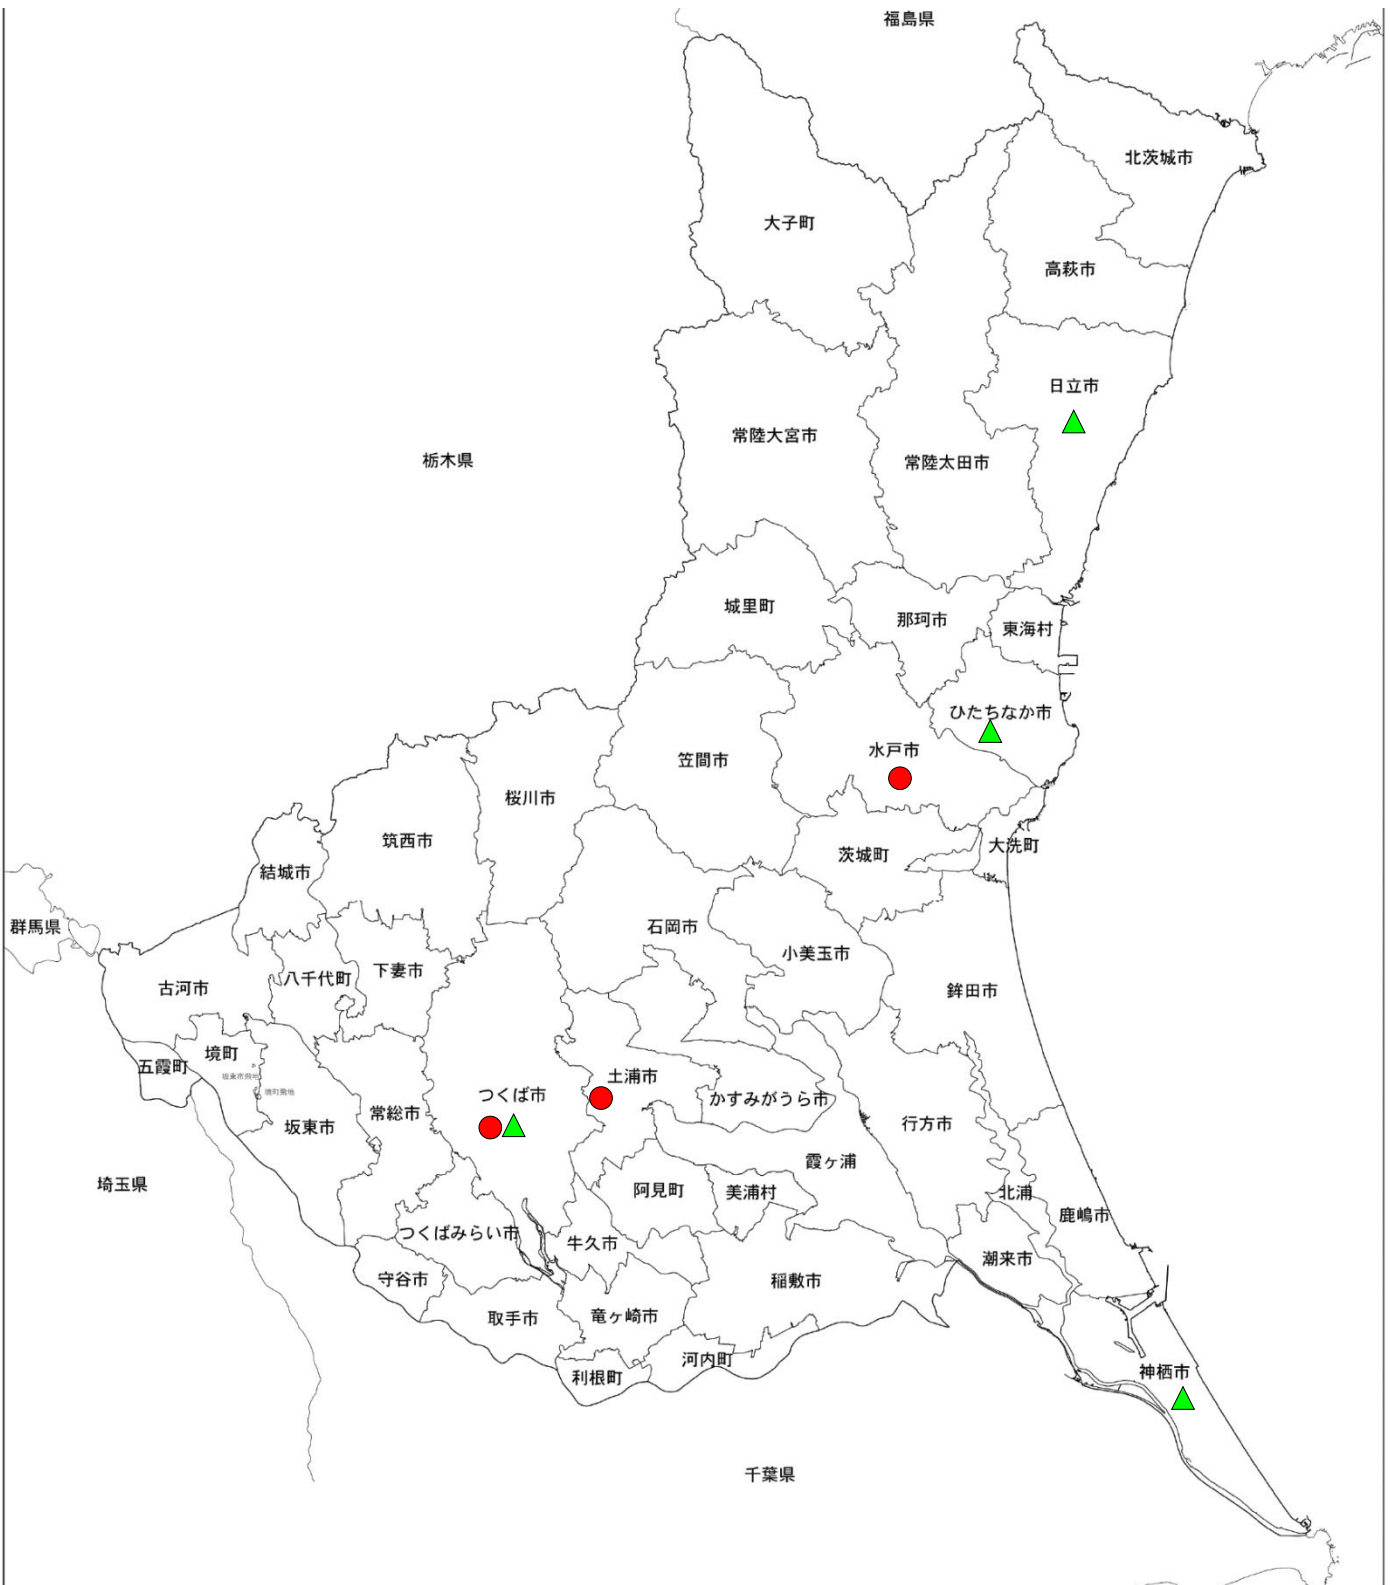 福島県
北茨城市
大子町
高萩市
日立市
常陸大宮市
栃木県
常陸太田市
城里町
那珂市
東海村
ひたちなか市
水戸市
笠間市
桜川市
筑西市
大洗町
茨城町
結城市
群馬県
石岡市
小美玉市
下妻市
八千代町
古河市
鉾田市
境町
五霞町
坂東市飛地
境町飛地
土浦市
つくば市
かすみがうら市
常総市
坂東市
行方市
霞ヶ浦
埼玉県
阿見町
美浦村
北浦
鹿嶋市
つくばみらい市
牛久市
潮来市
守谷市
稲敷市
取手市
竜ヶ崎市
河内町
神栖市
利根町
千葉県